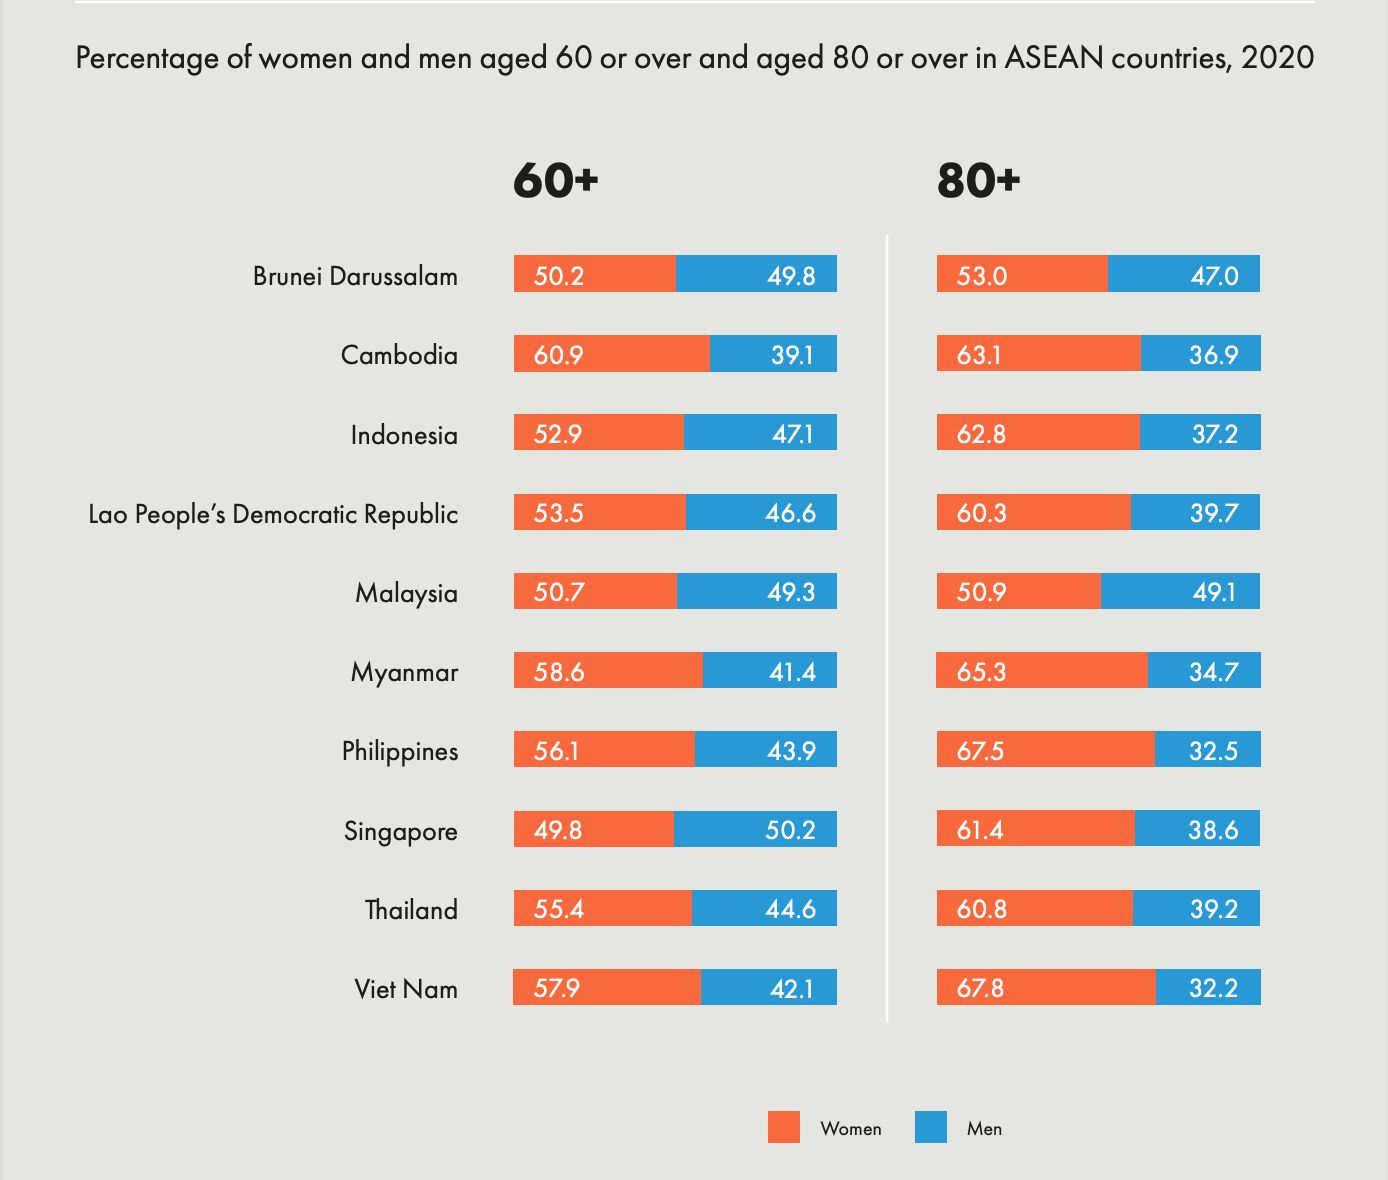 Percentage of women and men aged 60 or over and aged 80 or over in ASEAN countries, 2020
60+ 80+
Brunei Darussalam 50.2 49.8 53.0 47.0
Cambodia 60.9 39.1 63.1 36.9
Indonesia 52.9 47.1 62.8 37.2
Lao People’s Democratic Republic 53.5 46.6 60.3 39.7
Malaysia 50.7 49.3 50.9 49.1
Myanmar 58.6 41.4 65.3 34.7
Philippines 56.1 43.9 67.5 32.5
Singapore 49.8 50.2 61.4 38.6
Thailand 55.4 44.6 60.8 39.2
Viet Nam 57.9 42.1 67.8 32.2
Women Men